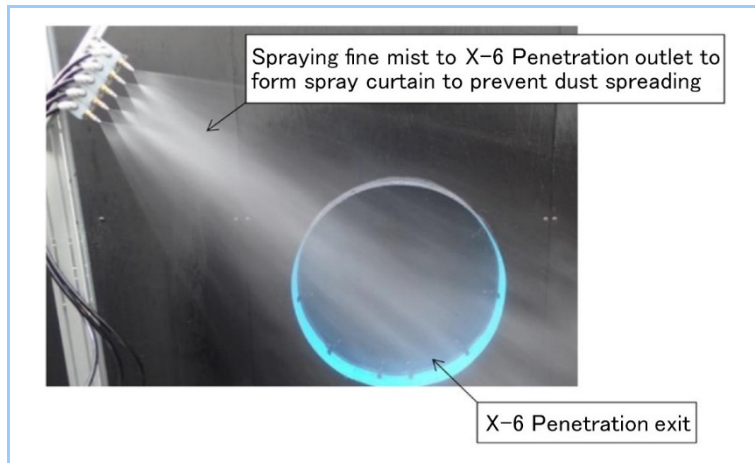 Spraying fine mist to X-6 Penetration outlet to
form spray curtain to prevent dust spreading
X-6 Penetration exit